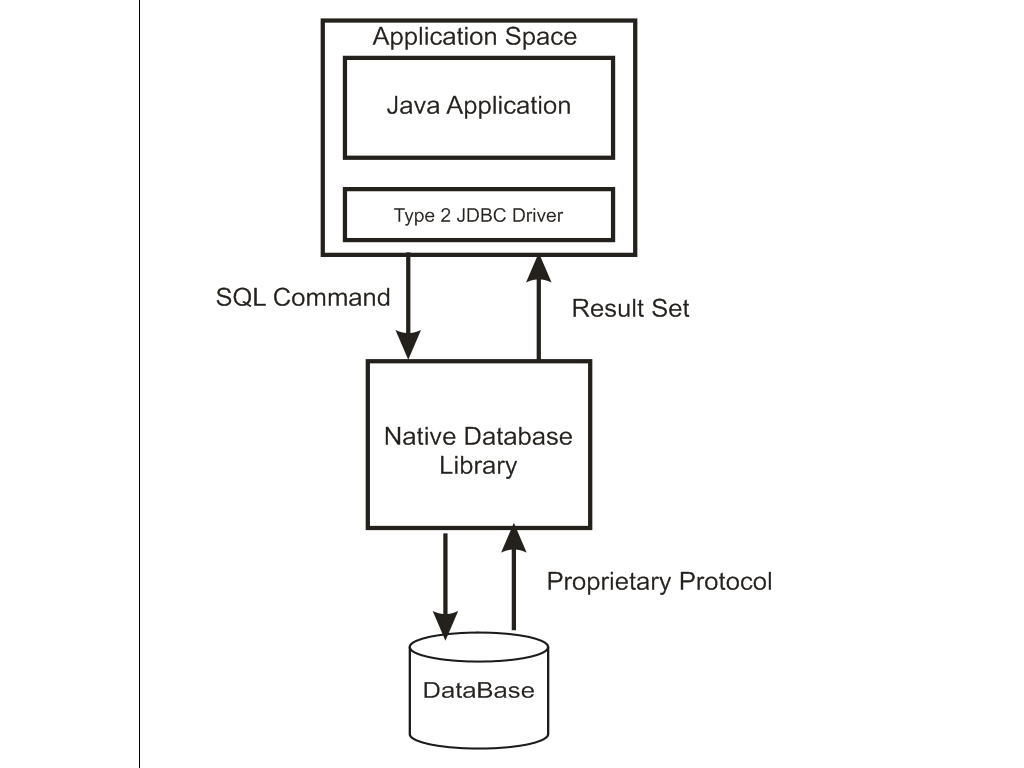 Application Space
Java Application
Type 2 JDBC Driver
SQL Command
Result Set
Native Database
Library
Proprietary Protocol
DataBase